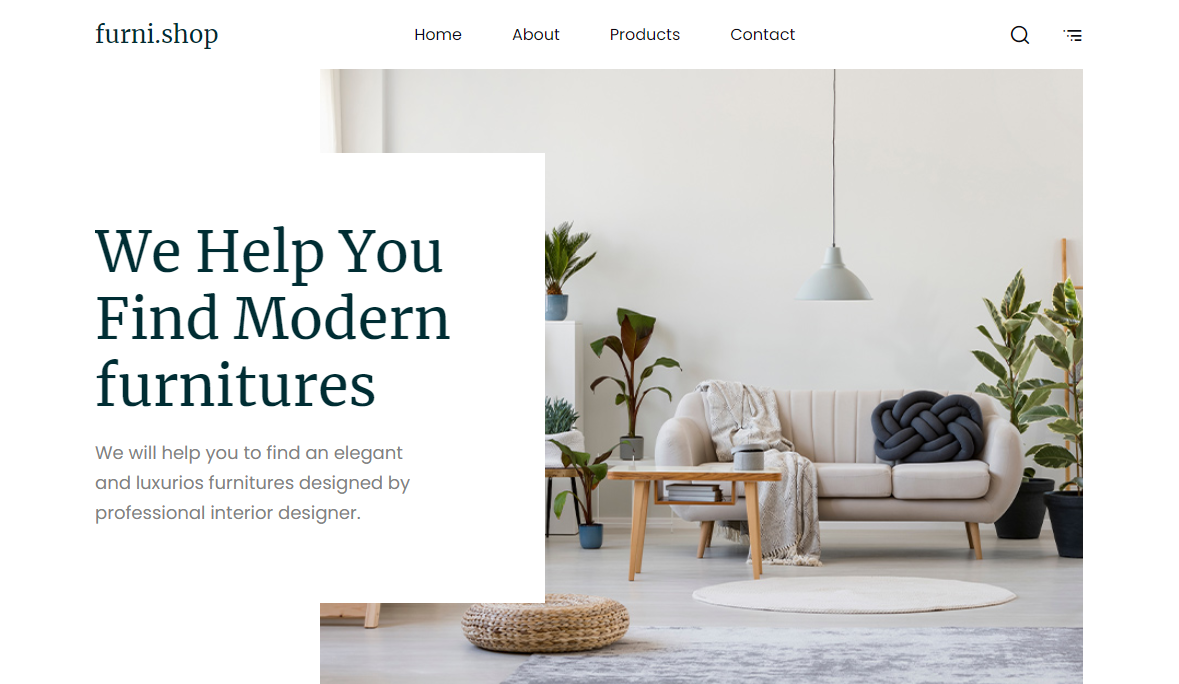 furni.shop
Home About Products Contact
We Help You
Find Modern
furnitures
We will help you to find an elegant
and luxurios furnitures designed by
professional interior designer.